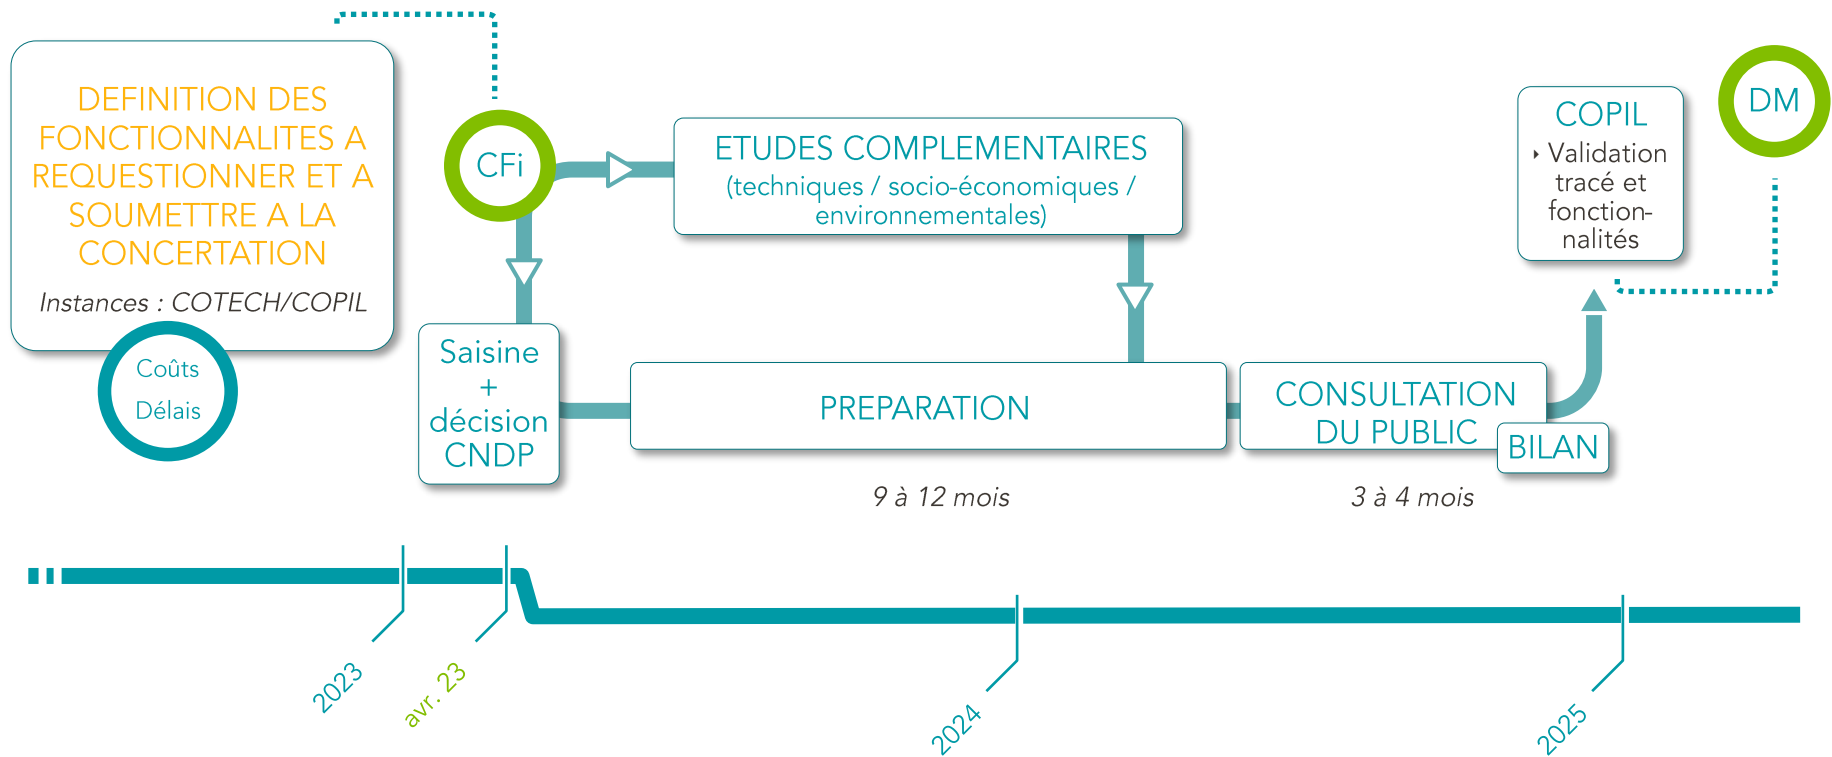 DEFINITION DES
FONCTIONNALITES A
REQUESTIONNER ET A
SOUMETTRE A LA
CONCERTATION
Instances : COTECH/COPIL
Coûts
Délais
CFi
ETUDES COMPLEMENTAIRES
(techniques / socio-économiques /
environnementales)
Saisine
+
décision
CNDP
PREPARATION
9 à 12 mois
CONSULTATION
DU PUBLIC
BILAN
3 à 4 mois
COPIL
Validation
tracé et
fonction-
nalités
DM
2023
avr. 23
2024
2025